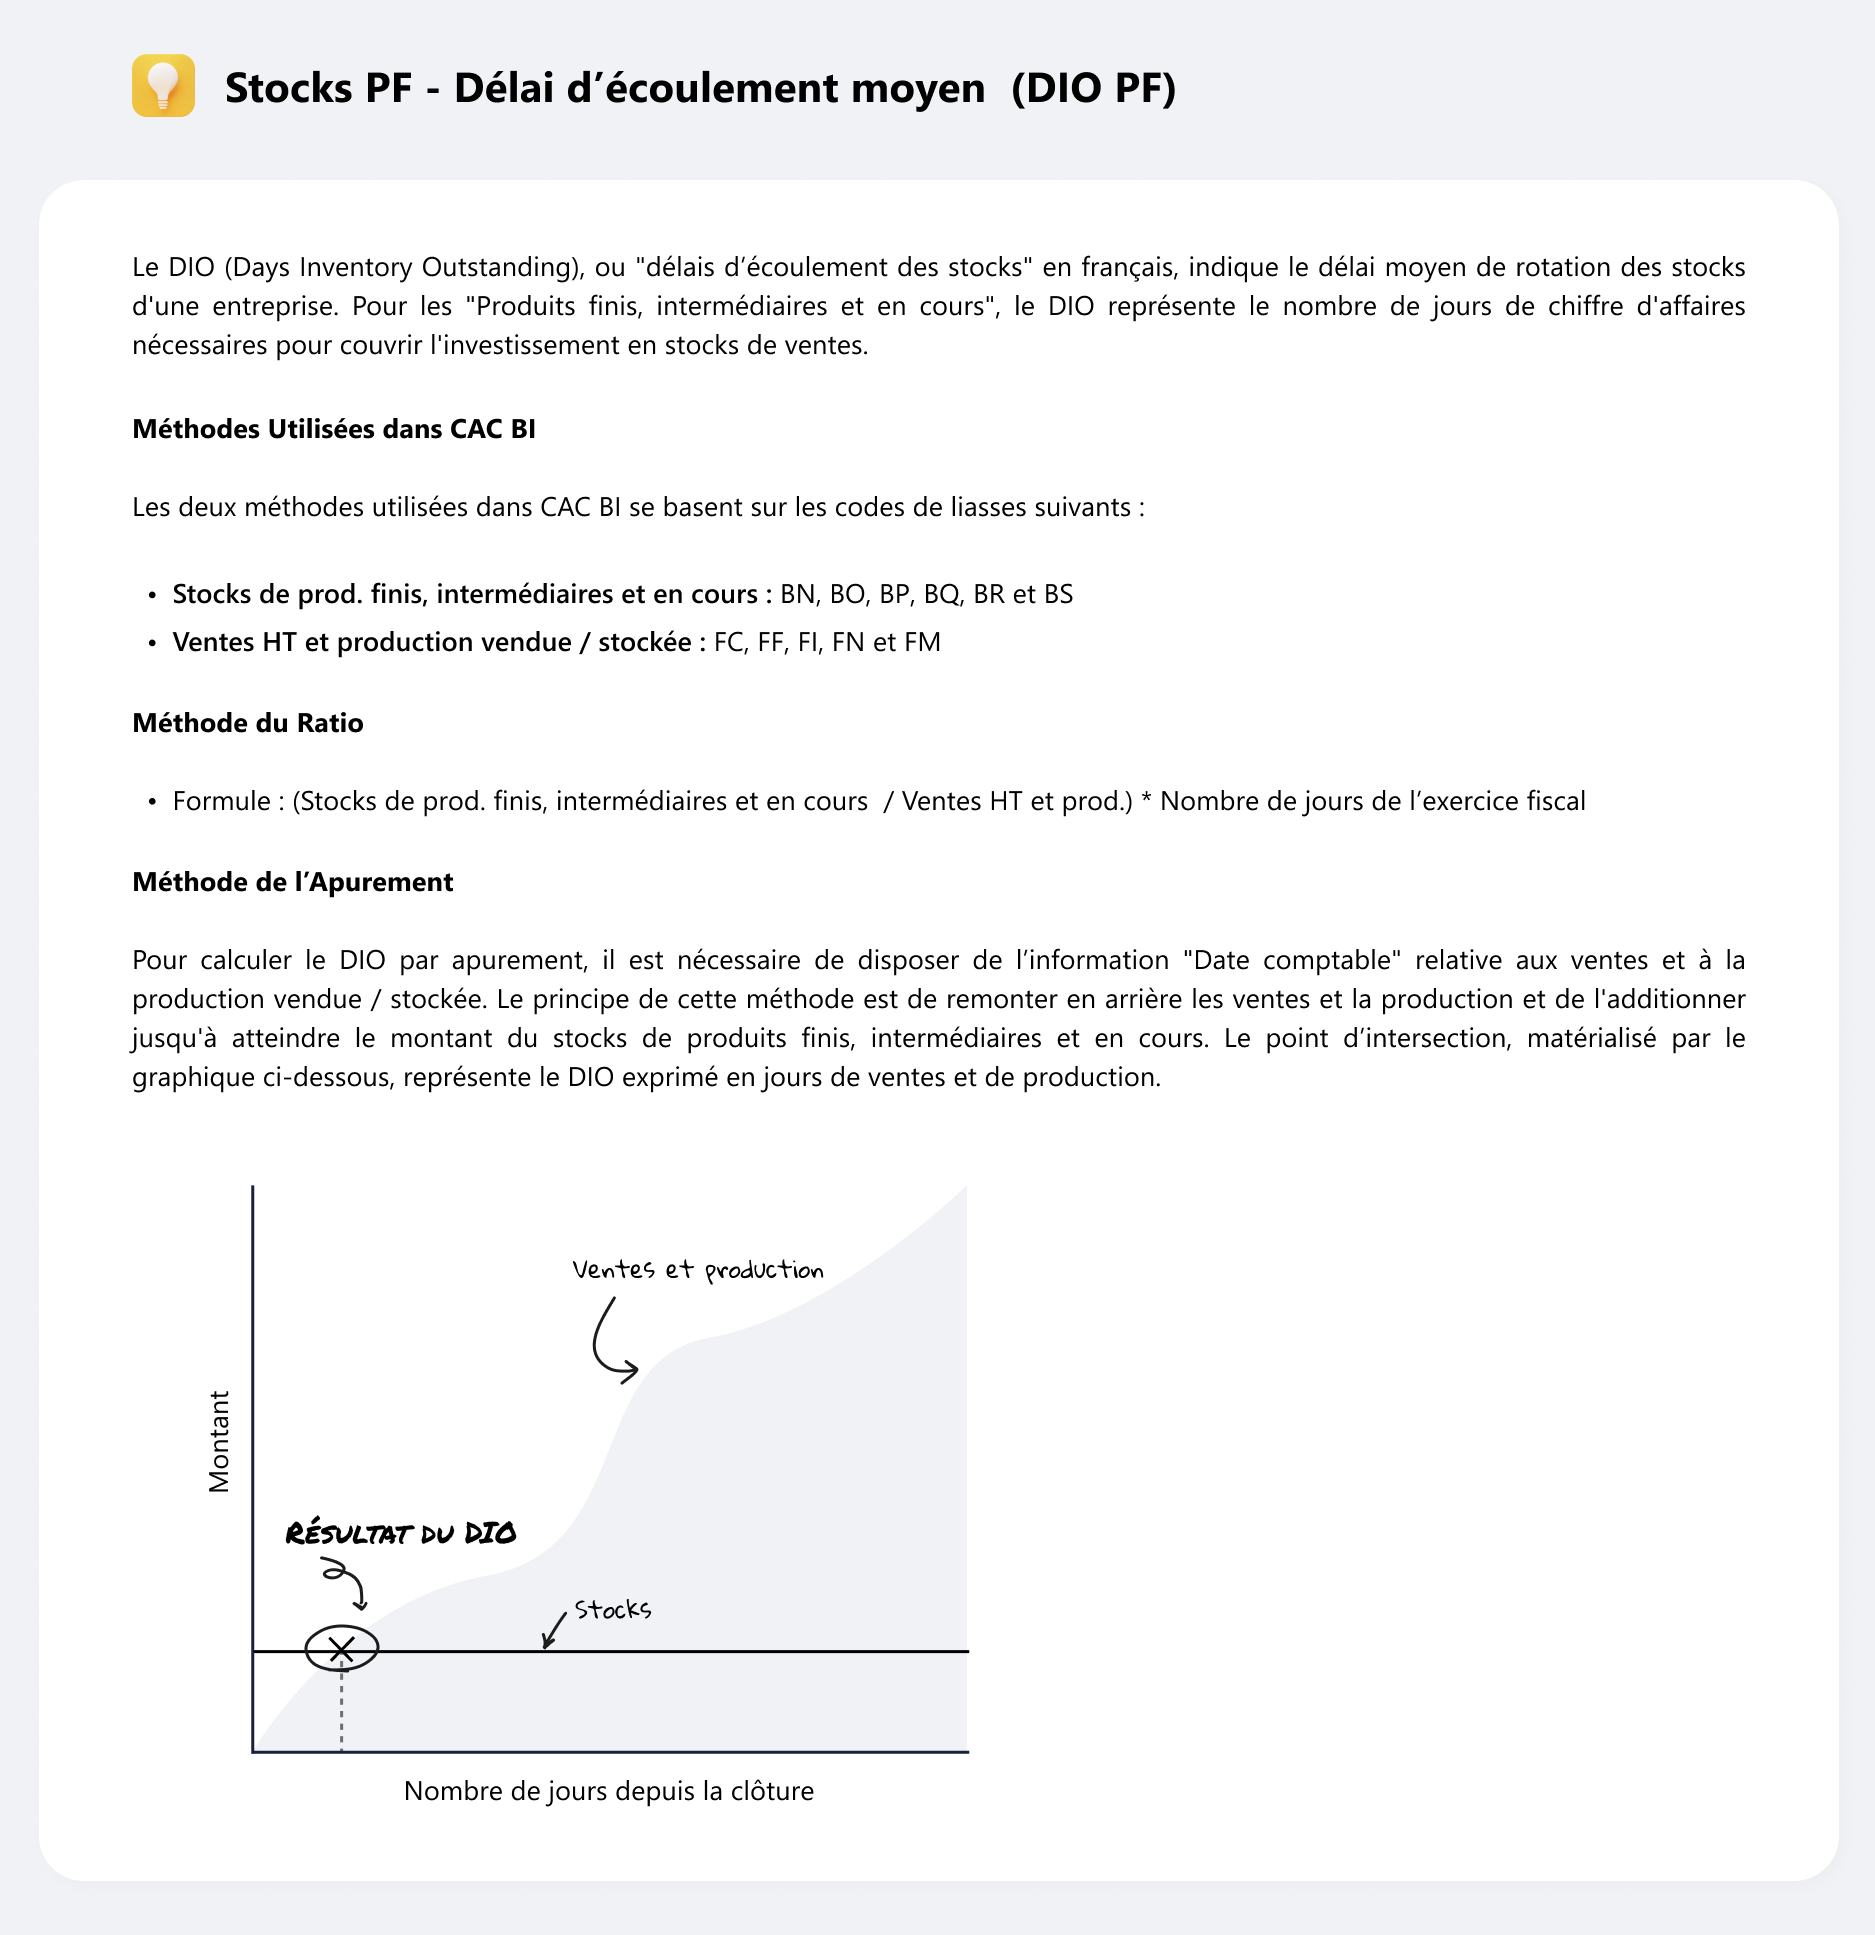 Stocks PF - Délai d’écoulement moyen  (DIO PF)
Le DIO (Days Inventory Outstanding), ou "délais d’écoulement des stocks" en français, indique le délai moyen de rotation des stocks
d'une entreprise. Pour les "Produits finis, intermédiaires et en cours", le DIO représente le nombre de jours de chiffre d'affaires
nécessaires pour couvrir l'investissement en stocks de ventes.
Méthodes Utilisées dans CAC BI
Les deux méthodes utilisées dans CAC BI se basent sur les codes de liasses suivants :
• Stocks de prod. finis, intermédiaires et en cours : BN, BO, BP, BQ, BR et BS
• Ventes HT et production vendue / stockée : FC, FF, FI, FN et FM
Méthode du Ratio
• Formule : (Stocks de prod. finis, intermédiaires et en cours  / Ventes HT et prod.) * Nombre de jours de l’exercice fiscal
Méthode de l’Apurement
Pour calculer le DIO par apurement, il est nécessaire de disposer de l’information "Date comptable" relative aux ventes et à la
production vendue / stockée. Le principe de cette méthode est de remonter en arrière les ventes et la production et de l'additionner
jusqu'à atteindre le montant du stocks de produits finis, intermédiaires et en cours. Le point d’intersection, matérialisé par le
graphique ci-dessous, représente le DIO exprimé en jours de ventes et de production.
Ventes et production
Montant
RÉSULTAT DU DIO
Stocks
Nombre de jours depuis la clôture